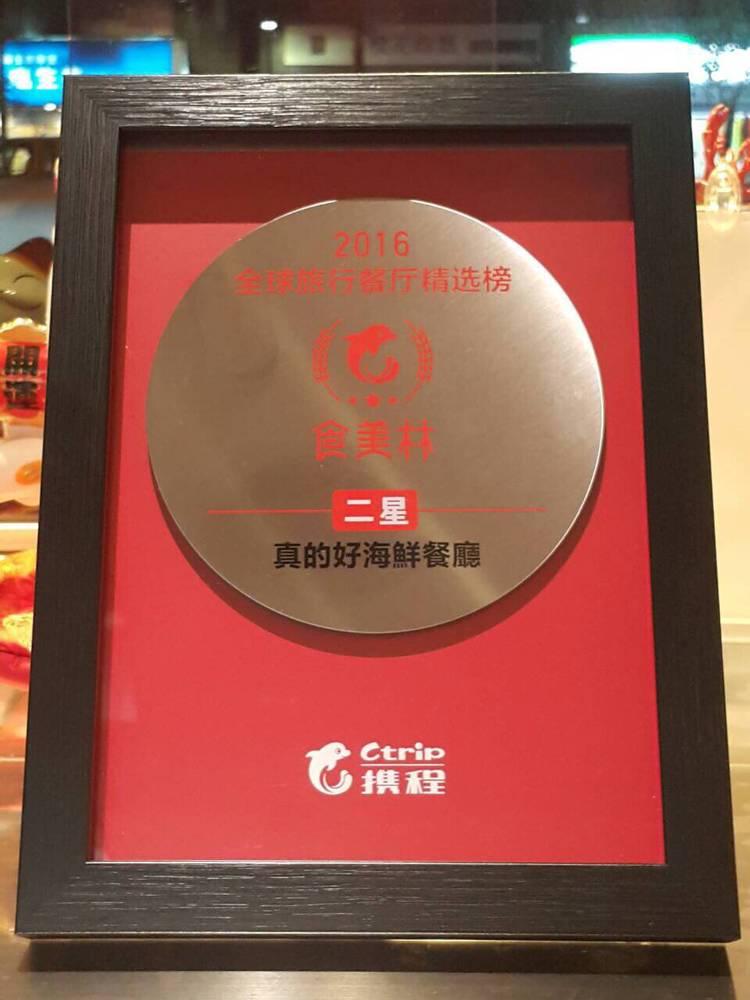 2016
全球旅行餐厅精选榜
食美林
二星
真的好海鮮餐廳
Ctrip
携程